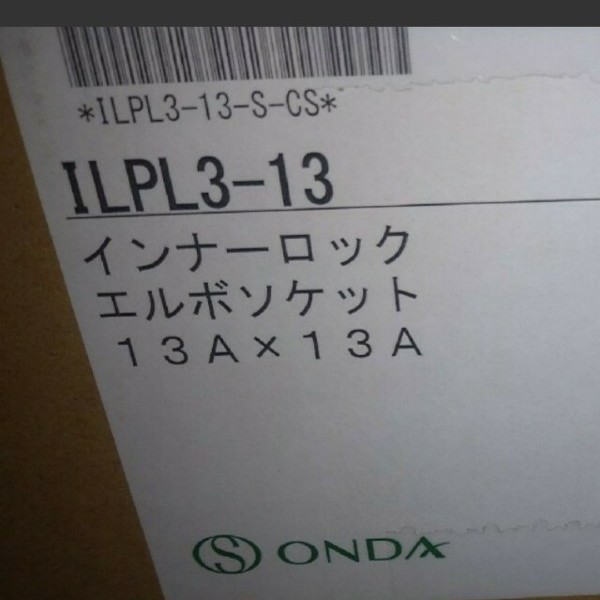 *ILPL3-13-S-CS*
ILPL3-13
インナーロック
エルボソケット
１３Ａ×１３Ａ
S ONDA